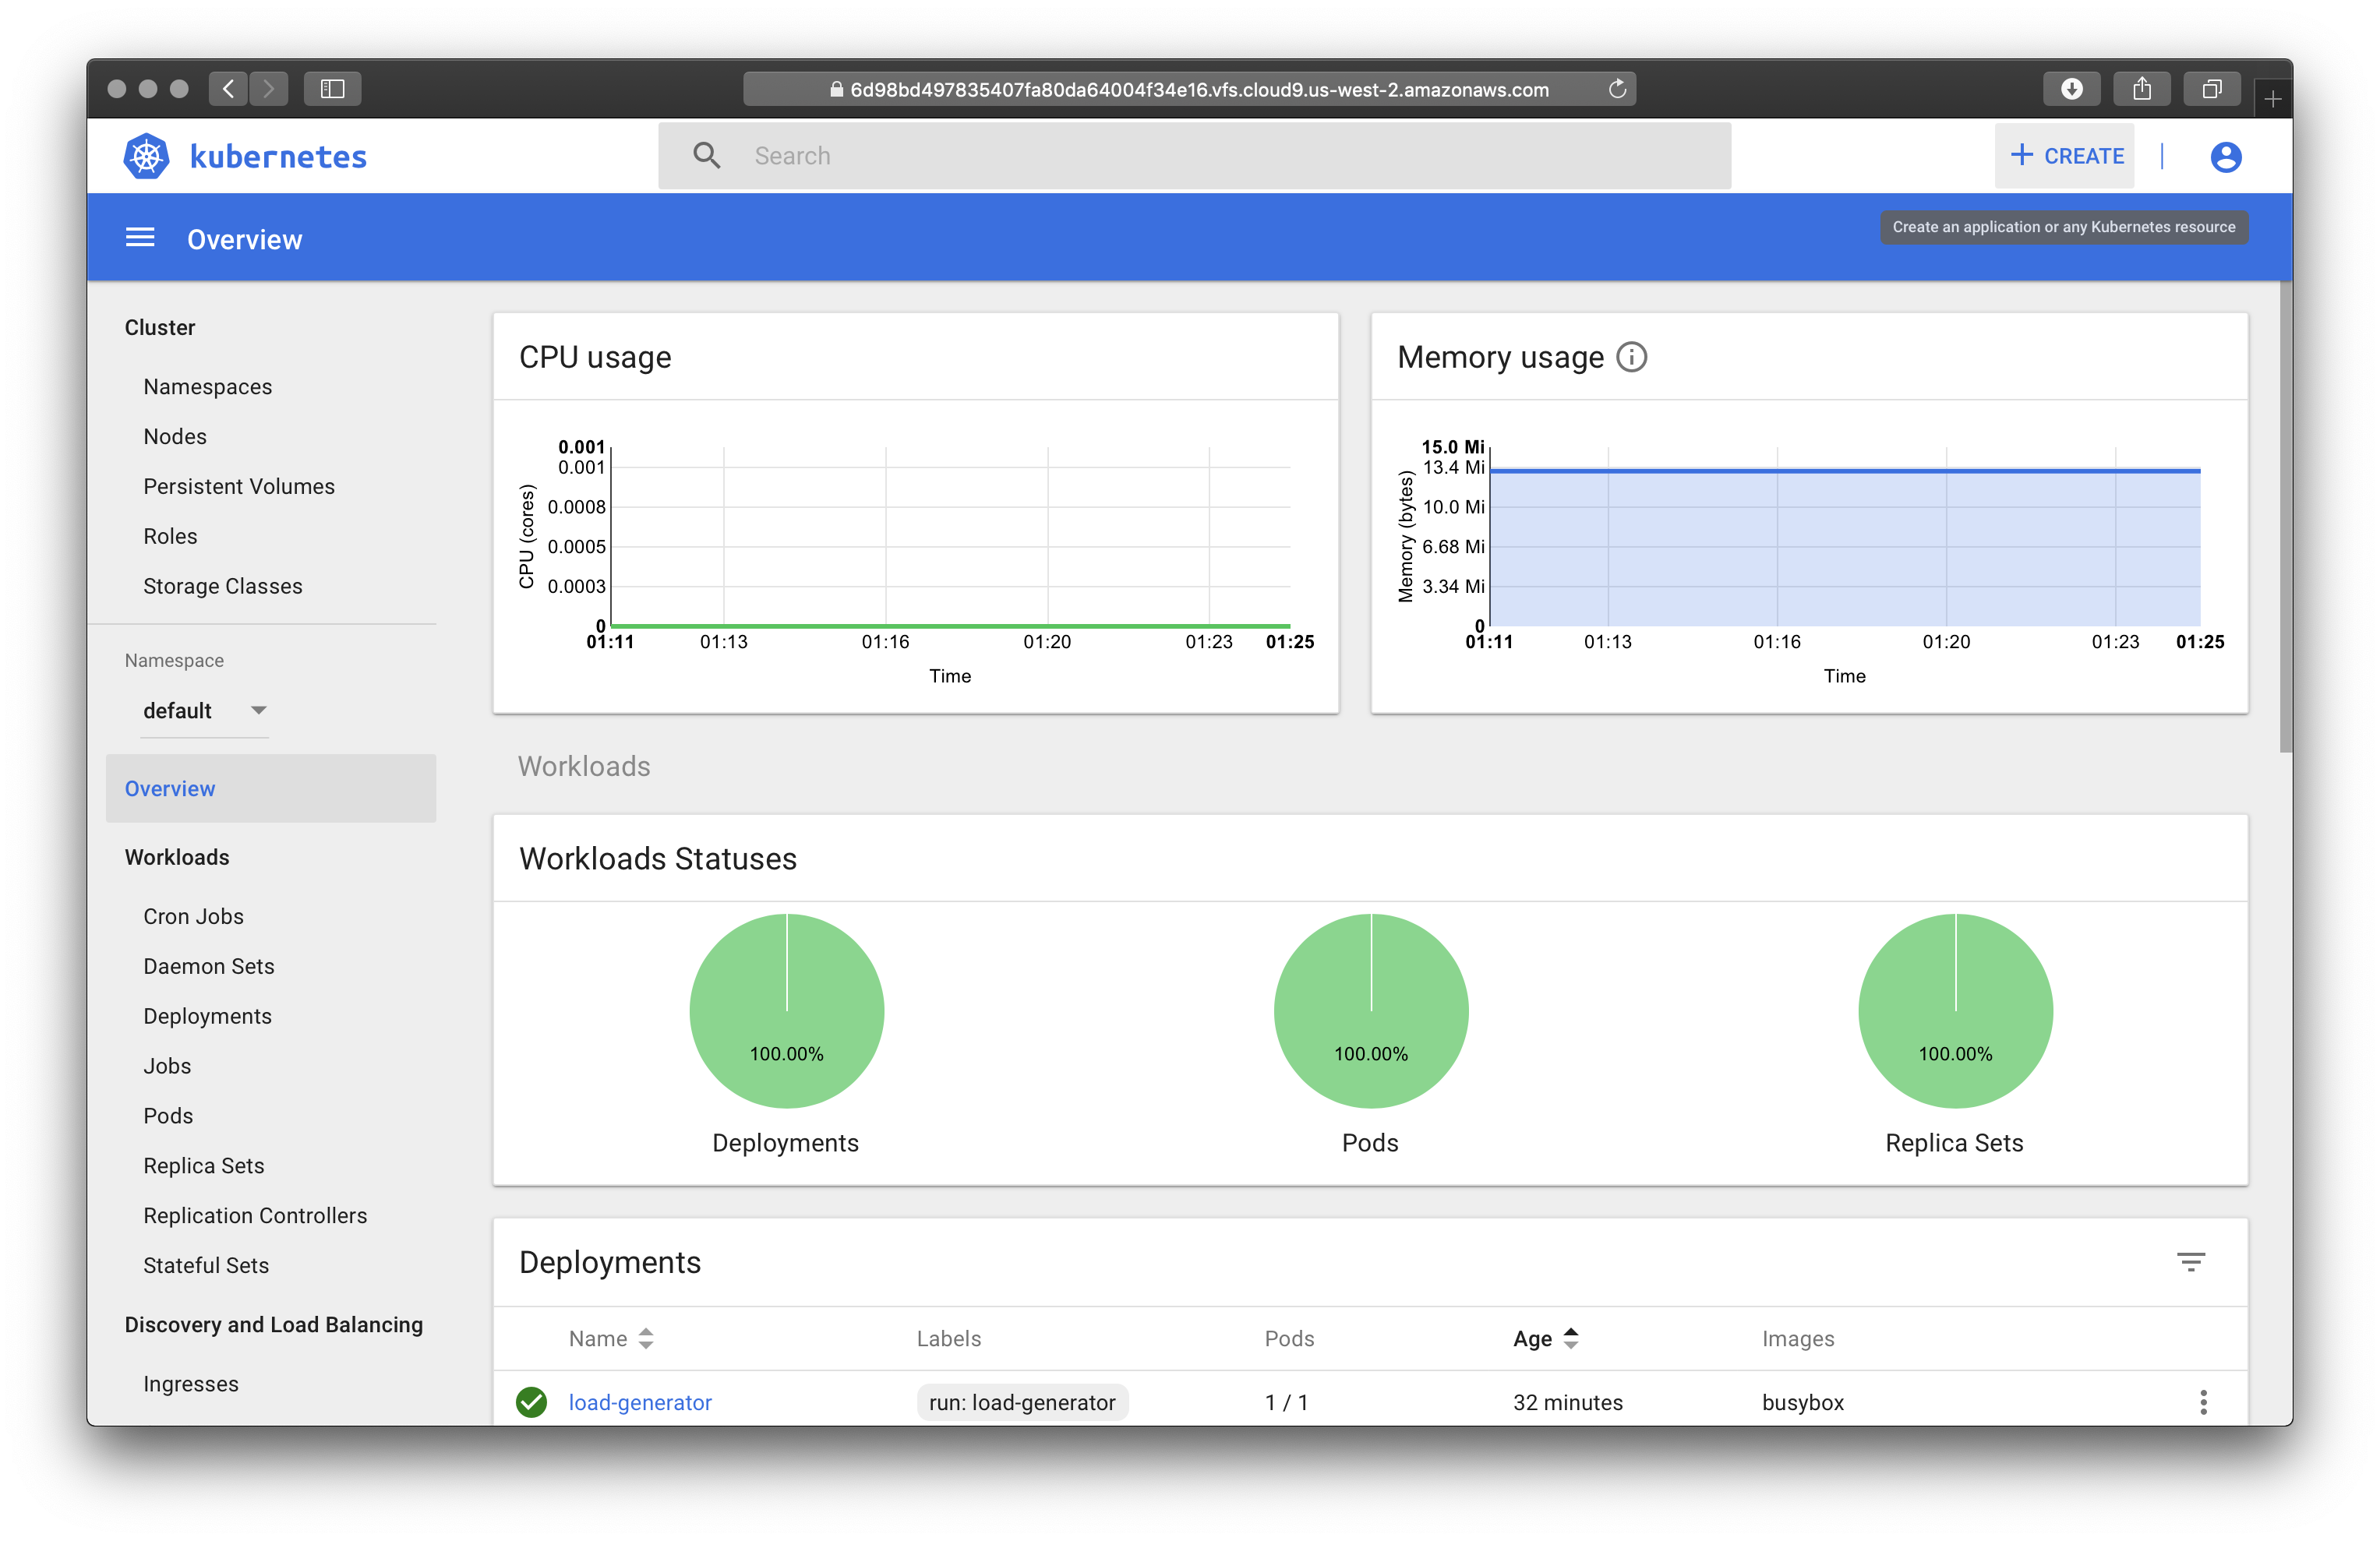 6d98bd497835407fa80da64004f34e16.vfs.cloud9.us-west-2.amazonaws.com
kubernetes
Search
CREATE
Overview
Create an application or any Kubernetes resource
Cluster
Namespaces
Nodes
Persistent Volumes
Roles
Storage Classes
Namespace
default
Overview
Workloads
Cron Jobs
Daemon Sets
Deployments
Jobs
Pods
Replica Sets
Replication Controllers
Stateful Sets
Discovery and Load Balancing
Ingresses
CPU usage
CPU (cores)
0.001
0.001
0.0008
0.0005
0.0003
0
01:11 01:13 01:16 01:20 01:23 01:25
Time
Memory usage
Memory (bytes)
15.0 Mi
13.4 Mi
10.0 Mi
6.68 Mi
3.34 Mi
0
01:11 01:13 01:16 01:20 01:23 01:25
Time
Workloads
Workloads Statuses
100.00% 100.00% 100.00%
Deployments Pods Replica Sets
Deployments
Name Labels Pods Age Images
load-generator run: load-generator 1 / 1 32 minutes busybox